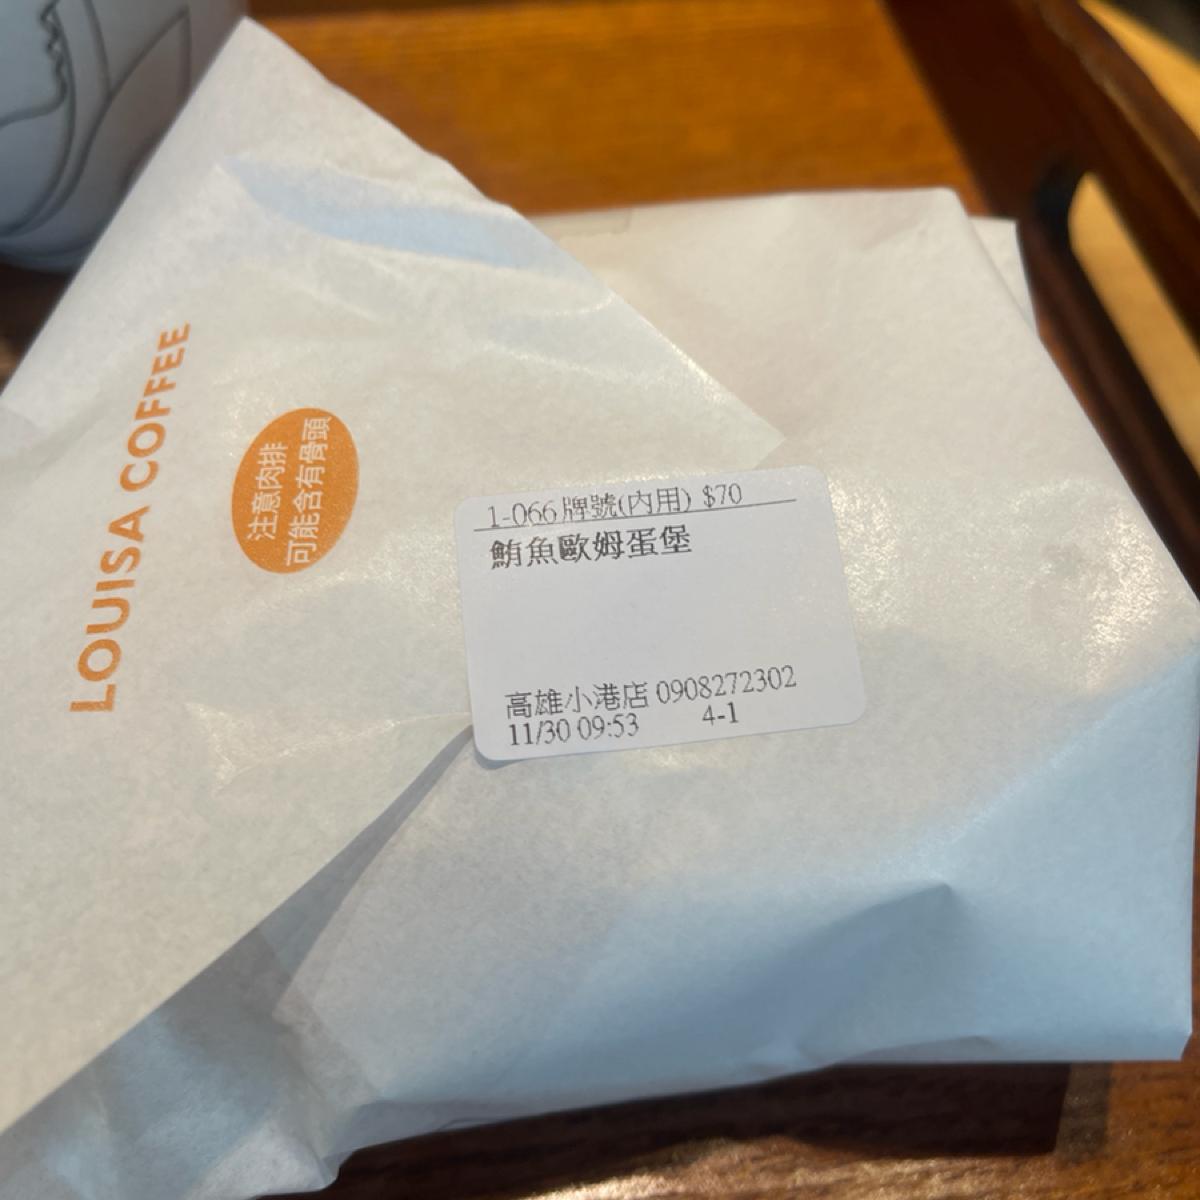 LOUISA COFFEE
注意肉排
可能含有骨頭
1-066 牌號(內用) $70
鮪魚歐姆蛋堡
高雄小港店 0908272302
11/30 09:53 4-1